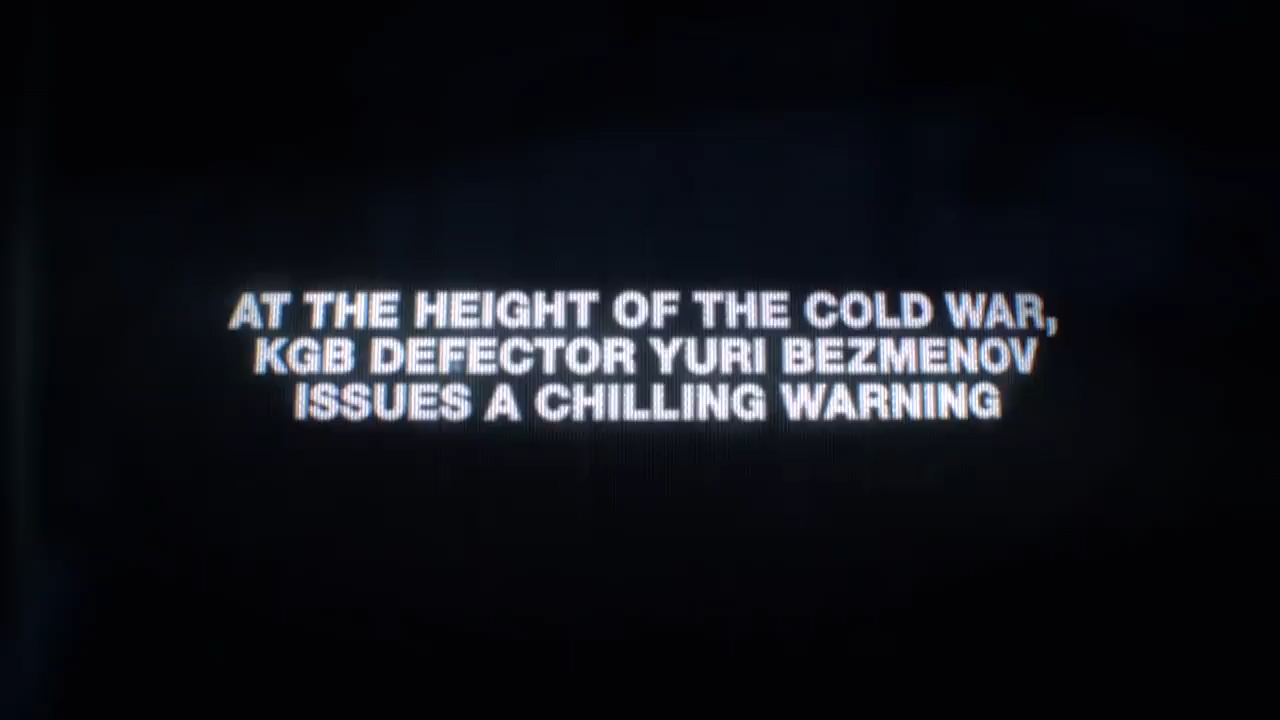 AT THE HEIGHT OF THE COLD WAR,
KGB DEFECTOR YURI BEZMENOV
ISSUES A CHILLING WARNING